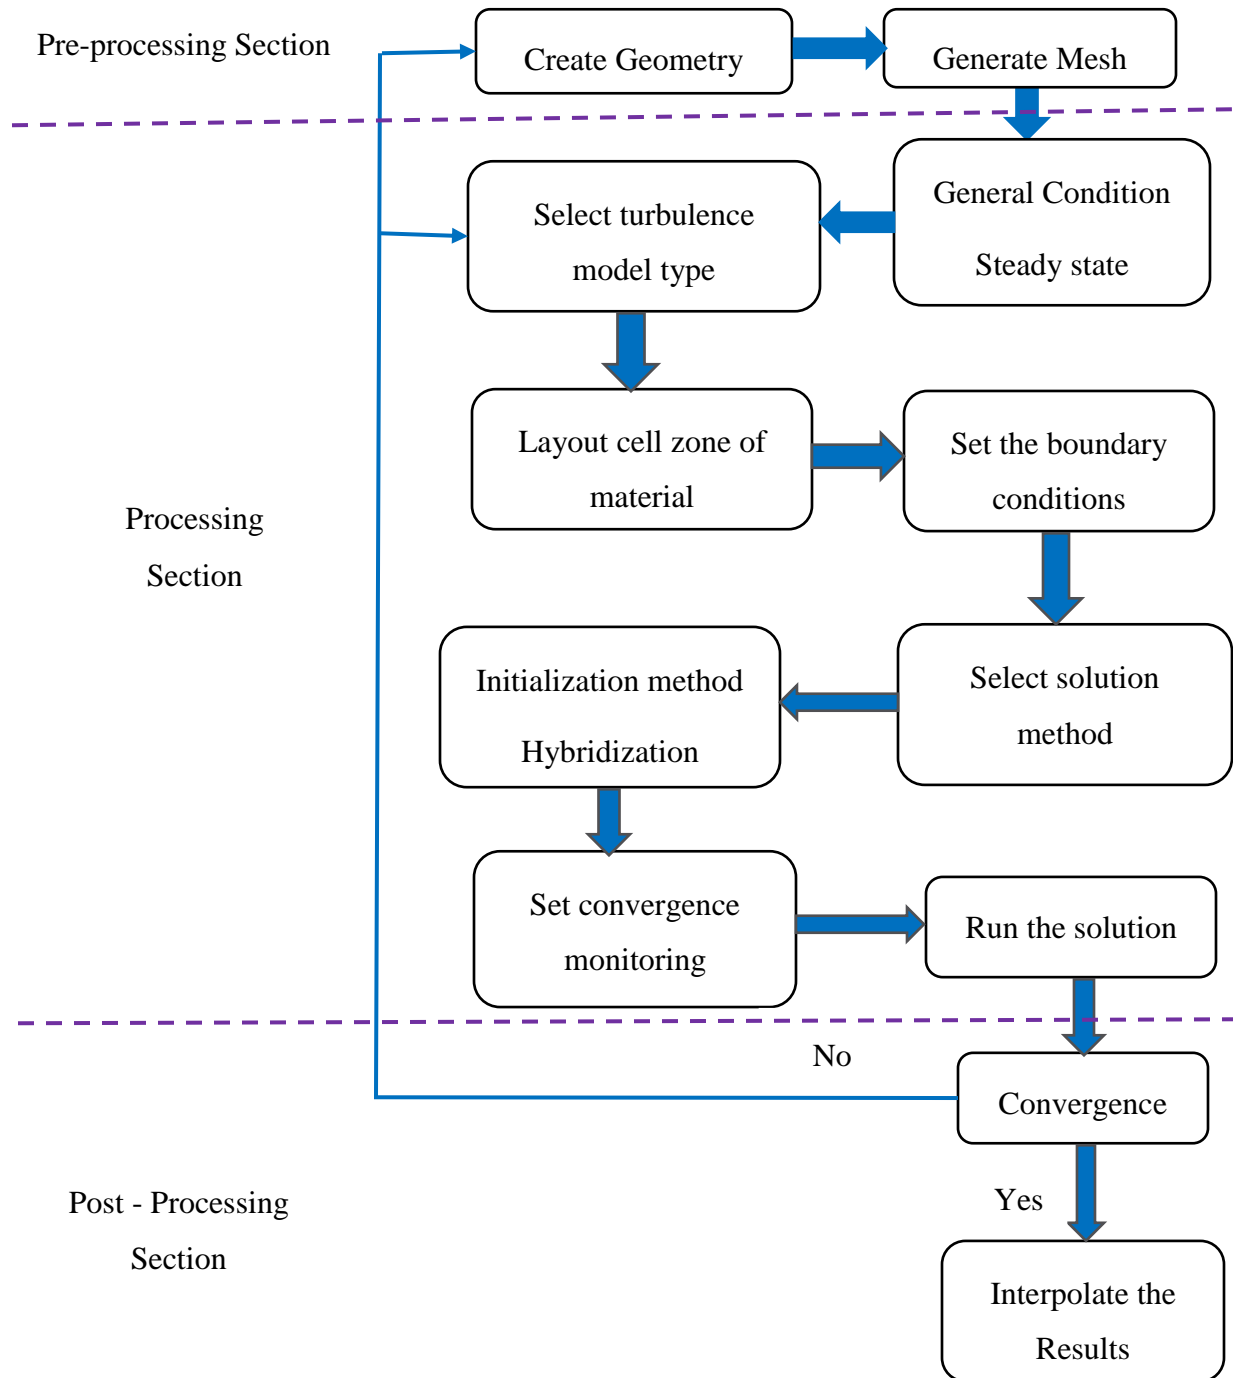 Pre-processing Section
Create Geometry
Generate Mesh
General Condition
Steady state
Select turbulence
model type
Layout cell zone of
material
Set the boundary
conditions
Processing
Section
Select solution
method
Initialization method
Hybridization
Set convergence
monitoring
Run the solution
No
Convergence
Yes
Post - Processing
Section
Interpolate the
Results